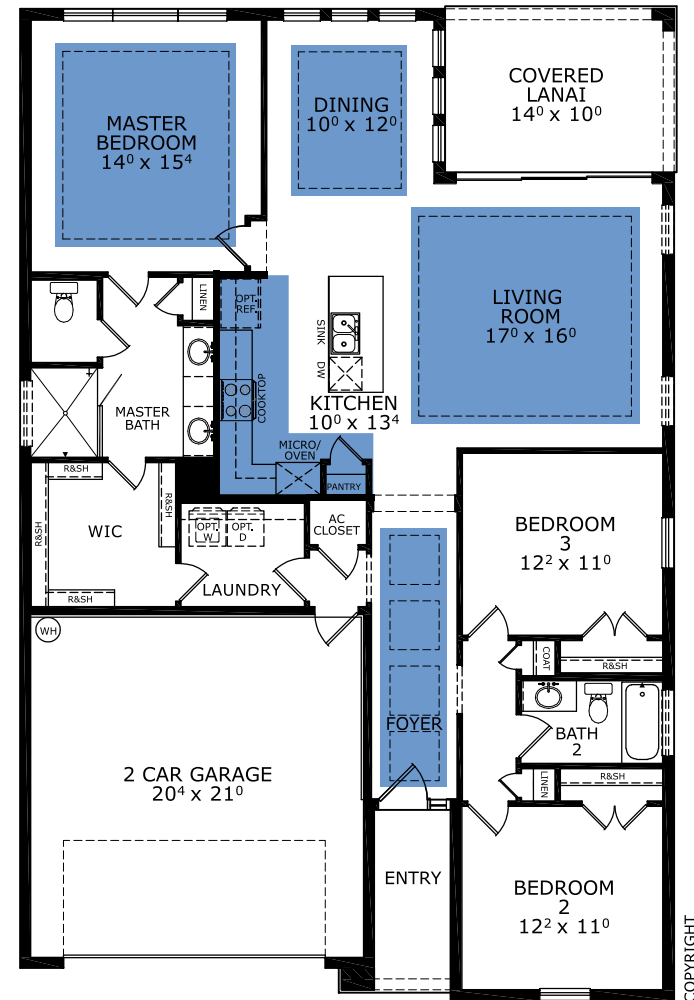 COVERED
LANAI
14⁰ x 10⁰
DINING
10⁰ x 12⁰
MASTER
BEDROOM
14⁰ x 15⁴
LINEN
OPT.
REF.
SINK
DW
LIVING
ROOM
17⁰ x 16⁰
COOKTOP
KITCHEN
10⁰ x 13⁴
MASTER
BATH
MICRO/
OVEN
PANTRY
R&SH
R&SH
R&SH
R&SH
WIC
OPT.
W
OPT.
D
AC
CLOSET
LAUNDRY
BEDROOM
3
12² x 11⁰
WH
COAT
R&SH
FOYER
BATH
2
2 CAR GARAGE
20⁴ x 21⁰
LINEN
R&SH
ENTRY
BEDROOM
2
12² x 11⁰
COPYRIGHT